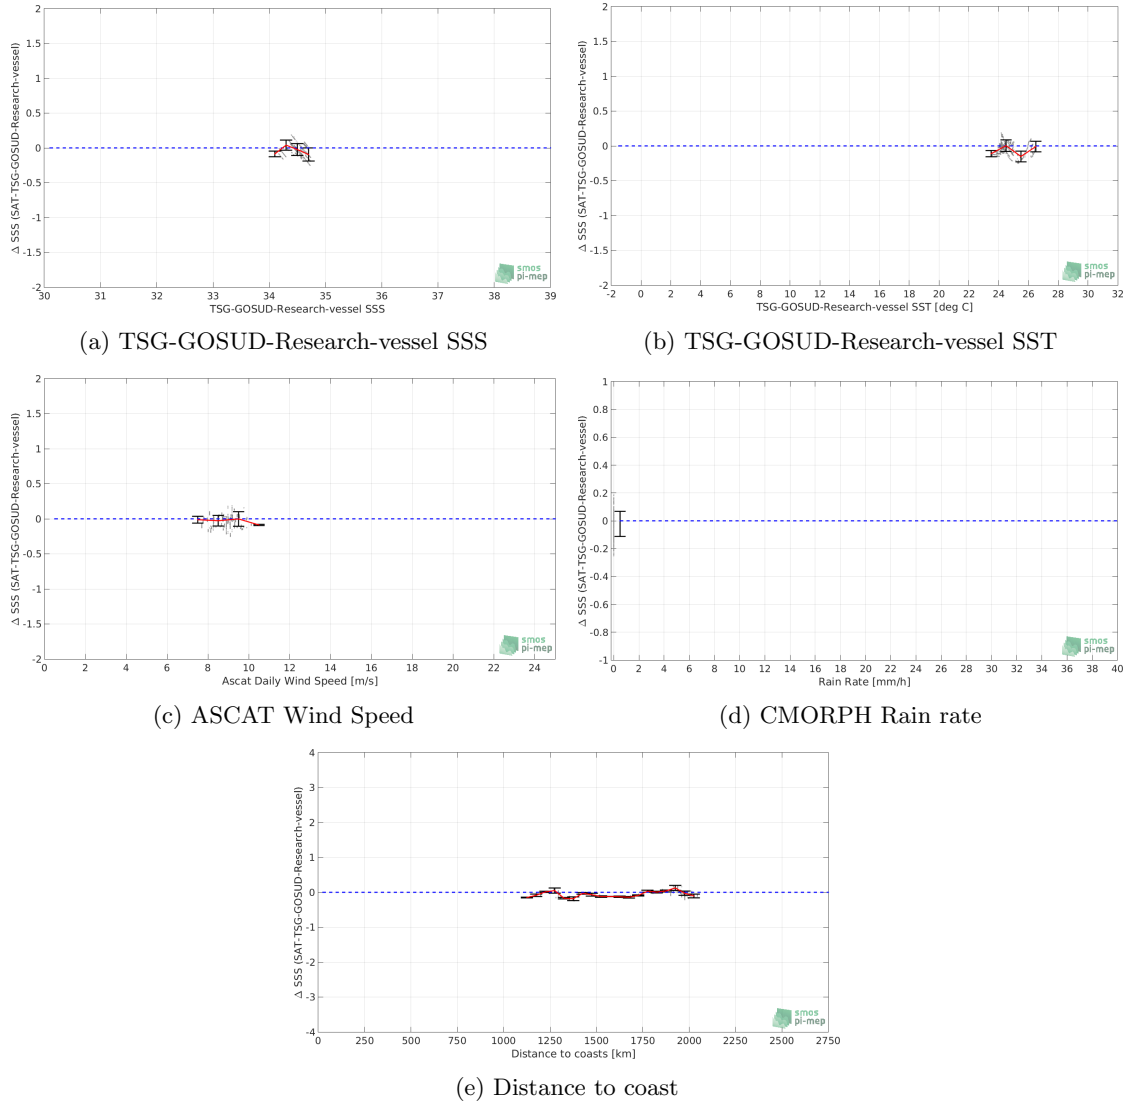 2
1.5
1
0.5
0
-0.5
-1
-1.5
-2
Δ SSS (SAT-TSG-GOSUD-Research-vessel)
30 31 32 33 34 35 36 37 38 39
TSG-GOSUD-Research-vessel SSS
smos
pi-mep
(a) TSG-GOSUD-Research-vessel SSS
2
1.5
1
0.5
0
-0.5
-1
-1.5
-2
Δ SSS (SAT-TSG-GOSUD-Research-vessel)
-2 0 2 4 6 8 10 12 14 16 18 20 22 24 26 28 30 32
TSG-GOSUD-Research-vessel SST [deg C]
smos
pi-mep
(b) TSG-GOSUD-Research-vessel SST
2
1.5
1
0.5
0
-0.5
-1
-1.5
-2
Δ SSS (SAT-TSG-GOSUD-Research-vessel)
0 2 4 6 8 10 12 14 16 18 20 22 24
Ascat Daily Wind Speed [m/s]
smos
pi-mep
(c) ASCAT Wind Speed
1
0.8
0.6
0.4
0.2
0
-0.2
-0.4
-0.6
-0.8
-1
Δ SSS (SAT-TSG-GOSUD-Research-vessel)
0 2 4 6 8 10 12 14 16 18 20 22 24 26 28 30 32 34 36 38 40
Rain Rate [mm/h]
smos
pi-mep
(d) CMORPH Rain rate
4
3
2
1
0
-1
-2
-3
-4
Δ SSS (SAT-TSG-GOSUD-Research-vessel)
0 250 500 750 1000 1250 1500 1750 2000 2250 2500 2750
Distance to coasts [km]
smos
pi-mep
(e) Distance to coast